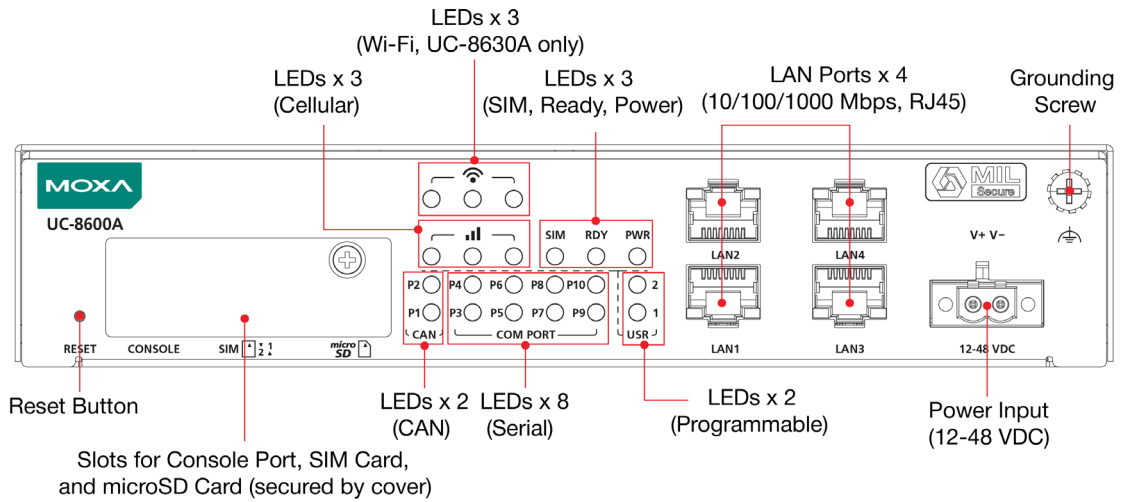 LEDs x 3
(Wi-Fi, UC-8630A only)
LEDs x 3
(Cellular)
LEDs x 3
(SIM, Ready, Power)
LAN Ports x 4
(10/100/1000 Mbps, RJ45)
Grounding
Screw
MOXA
UC-8600A
MIL
Secure
SIM RDY PWR
LAN2
LAN4
V+ V-
P2 P4 P6 P8 P10 2
P1 P3 P5 P7 P9 1
CAN COM PORT USR
RESET CONSOLE SIM 1 2 micro SD
LAN1
LAN3
12-48 VDC
Reset Button
LEDs x 2
(CAN)
LEDs x 8
(Serial)
LEDs x 2
(Programmable)
Power Input
(12-48 VDC)
Slots for Console Port, SIM Card,
and microSD Card (secured by cover)